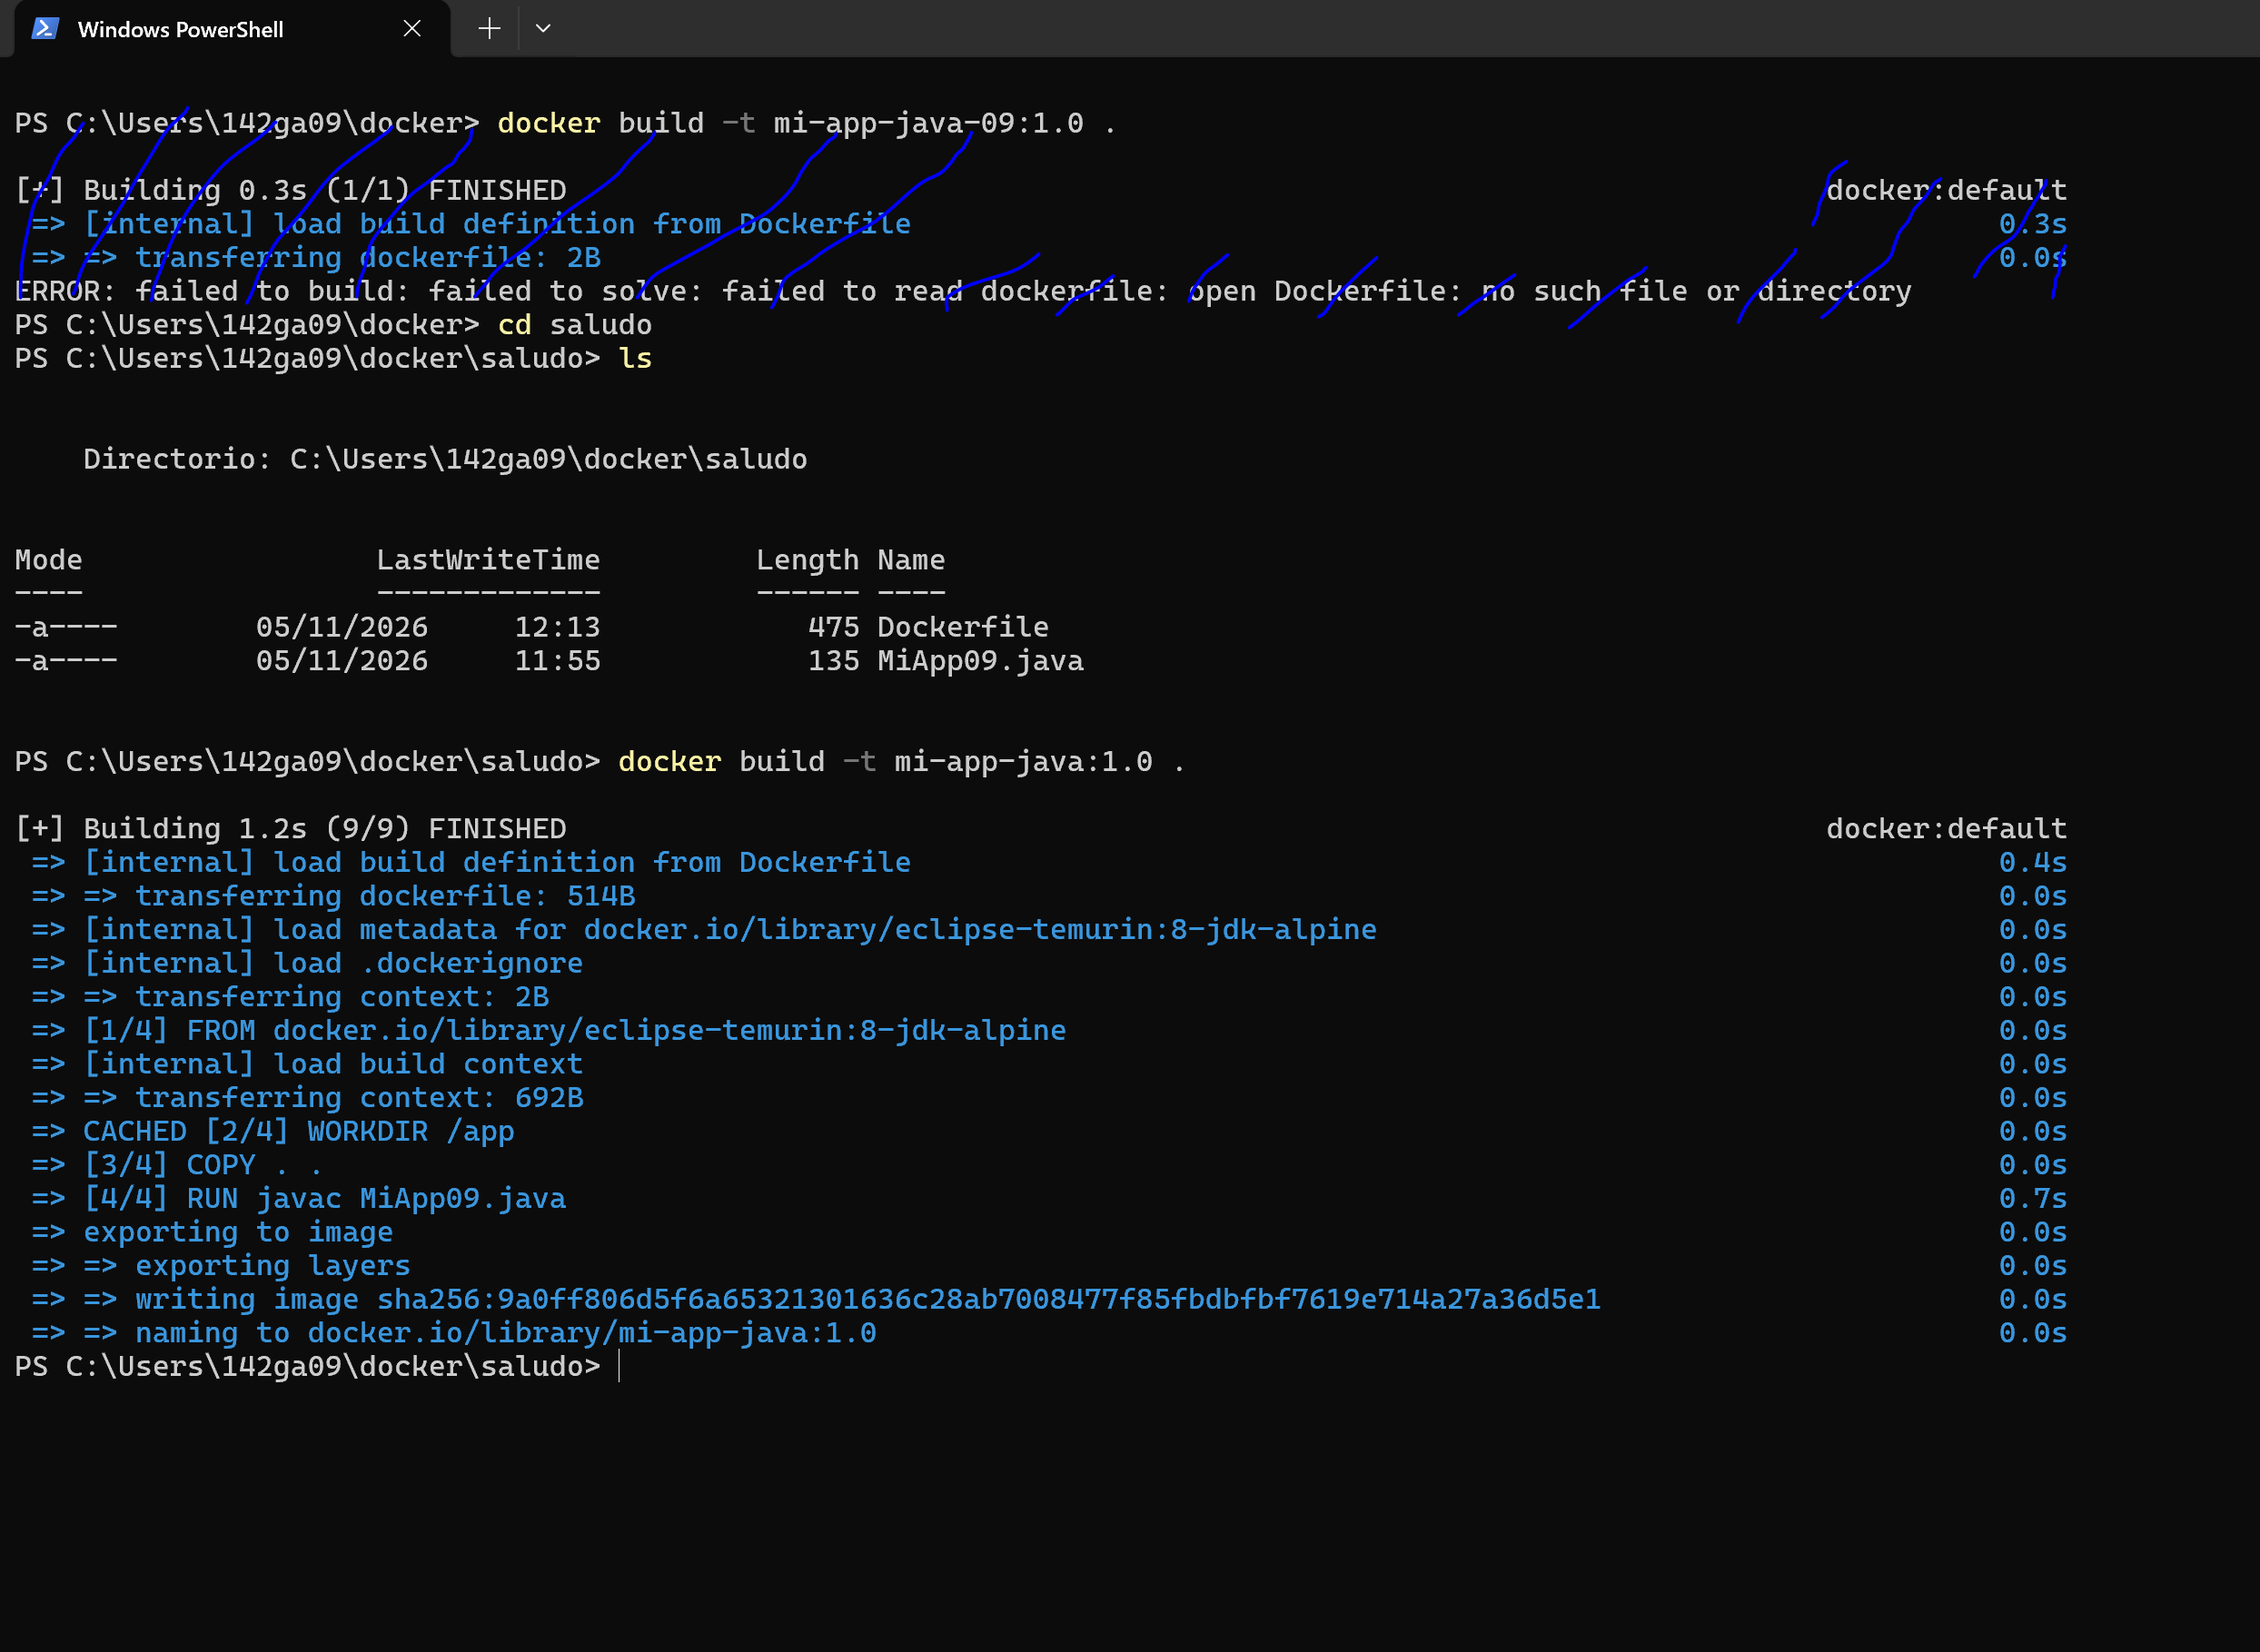 Windows PowerShell
PS C:\Users\142ga09\docker> docker build -t mi-app-java-09:1.0 .
[+] Building 0.3s (1/1) FINISHED docker:default
=> [internal] load build definition from Dockerfile 0.3s
=> => transferring dockerfile: 2B 0.0s
ERROR: failed to build: failed to solve: failed to read dockerfile: open Dockerfile: no such file or directory
PS C:\Users\142ga09\docker> cd saludo
PS C:\Users\142ga09\docker\saludo> ls
Directorio: C:\Users\142ga09\docker\saludo
Mode LastWriteTime Length Name
---- ------------- ------ ----
-a---- 05/11/2026 12:13 475 Dockerfile
-a---- 05/11/2026 11:55 135 MiApp09.java
PS C:\Users\142ga09\docker\saludo> docker build -t mi-app-java:1.0 .
[+] Building 1.2s (9/9) FINISHED docker:default
=> [internal] load build definition from Dockerfile 0.4s
=> => transferring dockerfile: 514B 0.0s
=> [internal] load metadata for docker.io/library/eclipse-temurin:8-jdk-alpine 0.0s
=> [internal] load .dockerignore 0.0s
=> => transferring context: 2B 0.0s
=> [1/4] FROM docker.io/library/eclipse-temurin:8-jdk-alpine 0.0s
=> [internal] load build context 0.0s
=> => transferring context: 692B 0.0s
=> CACHED [2/4] WORKDIR /app 0.0s
=> [3/4] COPY . . 0.0s
=> [4/4] RUN javac MiApp09.java 0.7s
=> exporting to image 0.0s
=> => exporting layers 0.0s
=> => writing image sha256:9a0ff806d5f6a65321301636c28ab7008477f85fbdbfbf7619e714a27a36d5e1 0.0s
=> => naming to docker.io/library/mi-app-java:1.0 0.0s
PS C:\Users\142ga09\docker\saludo>